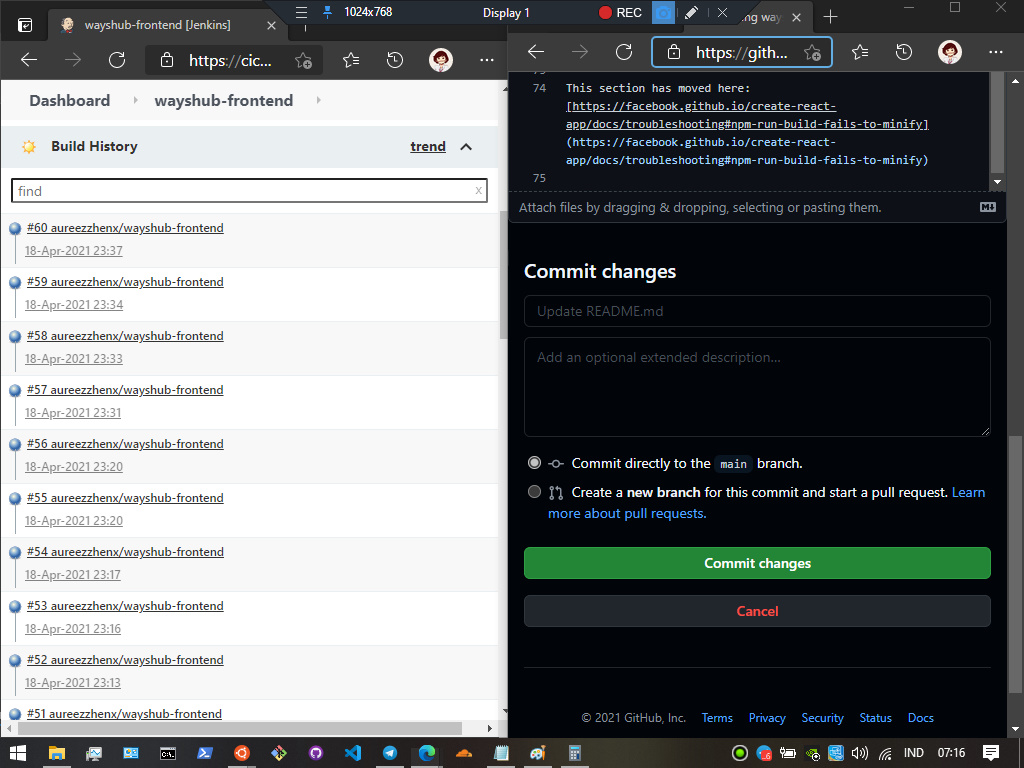 1024x768
Display 1
REC
wayshub-frontend [Jenkins]
https://cic...
Dashboard
wayshub-frontend
Build History
trend
find
x
#60 aureezzhenx/wayshub-frontend
18-Apr-2021 23:37
#59 aureezzhenx/wayshub-frontend
18-Apr-2021 23:34
#58 aureezzhenx/wayshub-frontend
18-Apr-2021 23:33
#57 aureezzhenx/wayshub-frontend
18-Apr-2021 23:31
#56 aureezzhenx/wayshub-frontend
18-Apr-2021 23:20
#55 aureezzhenx/wayshub-frontend
18-Apr-2021 23:20
#54 aureezzhenx/wayshub-frontend
18-Apr-2021 23:17
#53 aureezzhenx/wayshub-frontend
18-Apr-2021 23:16
#52 aureezzhenx/wayshub-frontend
18-Apr-2021 23:13
#51 aureezzhenx/wayshub-frontend
ng way
https://gith...
74 This section has moved here:
[https://facebook.github.io/create-react-
app/docs/troubleshooting#npm-run-build-fails-to-minify]
(https://facebook.github.io/create-react-
app/docs/troubleshooting#npm-run-build-fails-to-minify)
75
Attach files by dragging & dropping, selecting or pasting them.
Commit changes
Update README.md
Add an optional extended description...
Commit directly to the main branch.
Create a new branch for this commit and start a pull request. Learn
more about pull requests.
Commit changes
Cancel
© 2021 GitHub, Inc. Terms Privacy Security Status Docs
IND
07:16